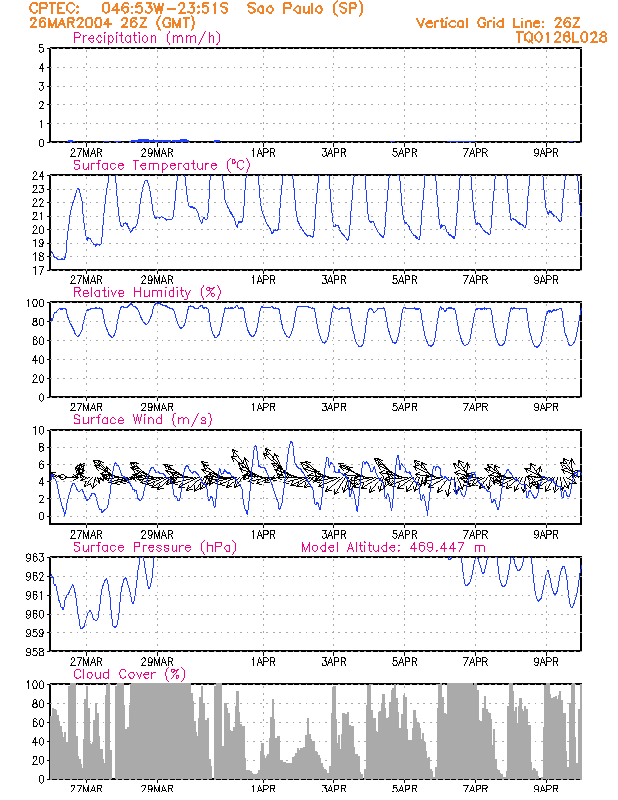 CPTEC: 046:53W-23:51S Sao Paulo (SP)
26MAR2004 26Z (GMT) Vertical Grid Line: 26Z
Precipitation (mm/h) TQ0126L028
5
4
3
2
1
0
27MAR 29MAR 1APR 3APR 5APR 7APR 9APR
Surface Temperature (ºC)
24
23
22
21
20
19
18
17
27MAR 29MAR 1APR 3APR 5APR 7APR 9APR
Relative Humidity (%)
100
80
60
40
20
0
27MAR 29MAR 1APR 3APR 5APR 7APR 9APR
Surface Wind (m/s)
10
8
6
4
2
0
27MAR 29MAR 1APR 3APR 5APR 7APR 9APR
Surface Pressure (hPa) Model Altitude: 469.447 m
963
962
961
960
959
958
27MAR 29MAR 1APR 3APR 5APR 7APR 9APR
Cloud Cover (%)
100
80
60
40
20
0
27MAR 29MAR 1APR 3APR 5APR 7APR 9APR